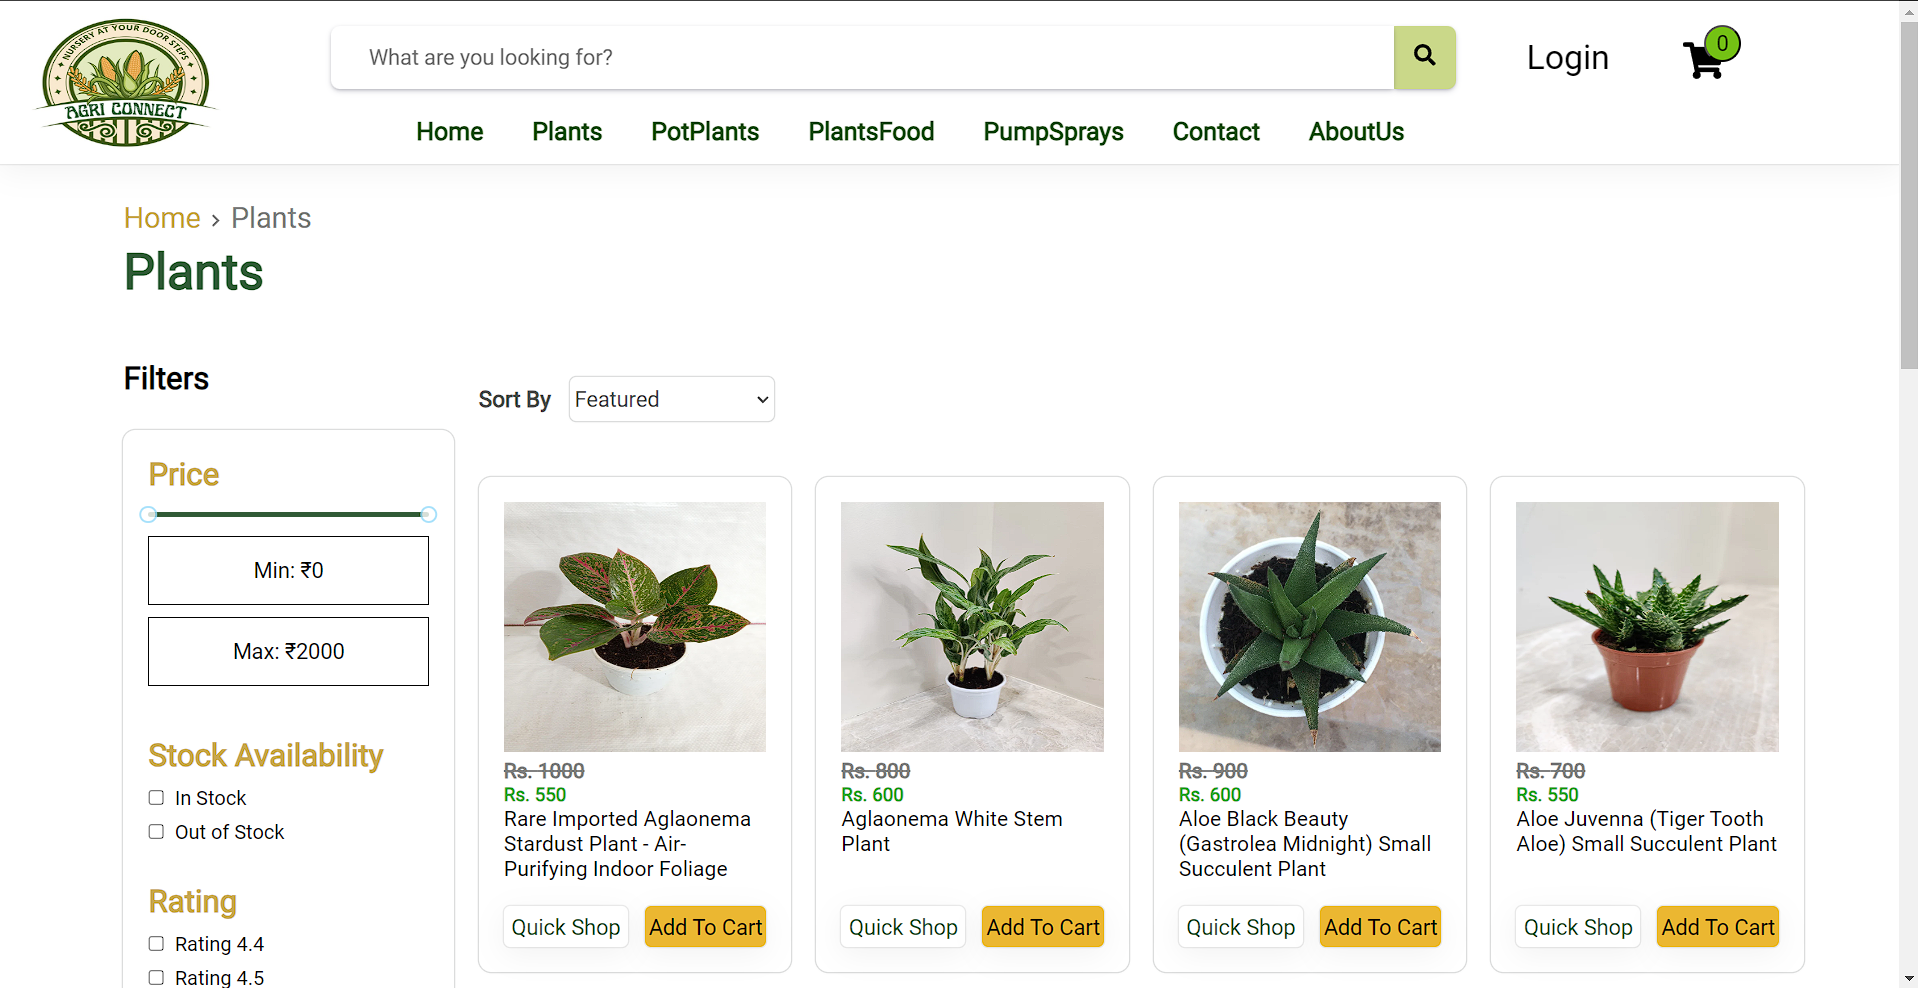 NURSERY AT YOUR DOOR STEPS
AGRI CONNECT
What are you looking for?
Login
0
Home
Plants
PotPlants
PlantsFood
PumpSprays
Contact
AboutUs
Home › Plants
Plants
Filters
Sort By
Featured
Price
Min: ₹0
Max: ₹2000
Stock Availability
In Stock
Out of Stock
Rating
Rating 4.4
Rating 4.5
Rs. 1000
Rs. 550
Rare Imported Aglaonema
Stardust Plant - Air-
Purifying Indoor Foliage
Quick Shop
Add To Cart
Rs. 800
Rs. 600
Aglaonema White Stem
Plant
Quick Shop
Add To Cart
Rs. 900
Rs. 600
Aloe Black Beauty
(Gastrolea Midnight) Small
Succulent Plant
Quick Shop
Add To Cart
Rs. 700
Rs. 550
Aloe Juvenna (Tiger Tooth
Aloe) Small Succulent Plant
Quick Shop
Add To Cart